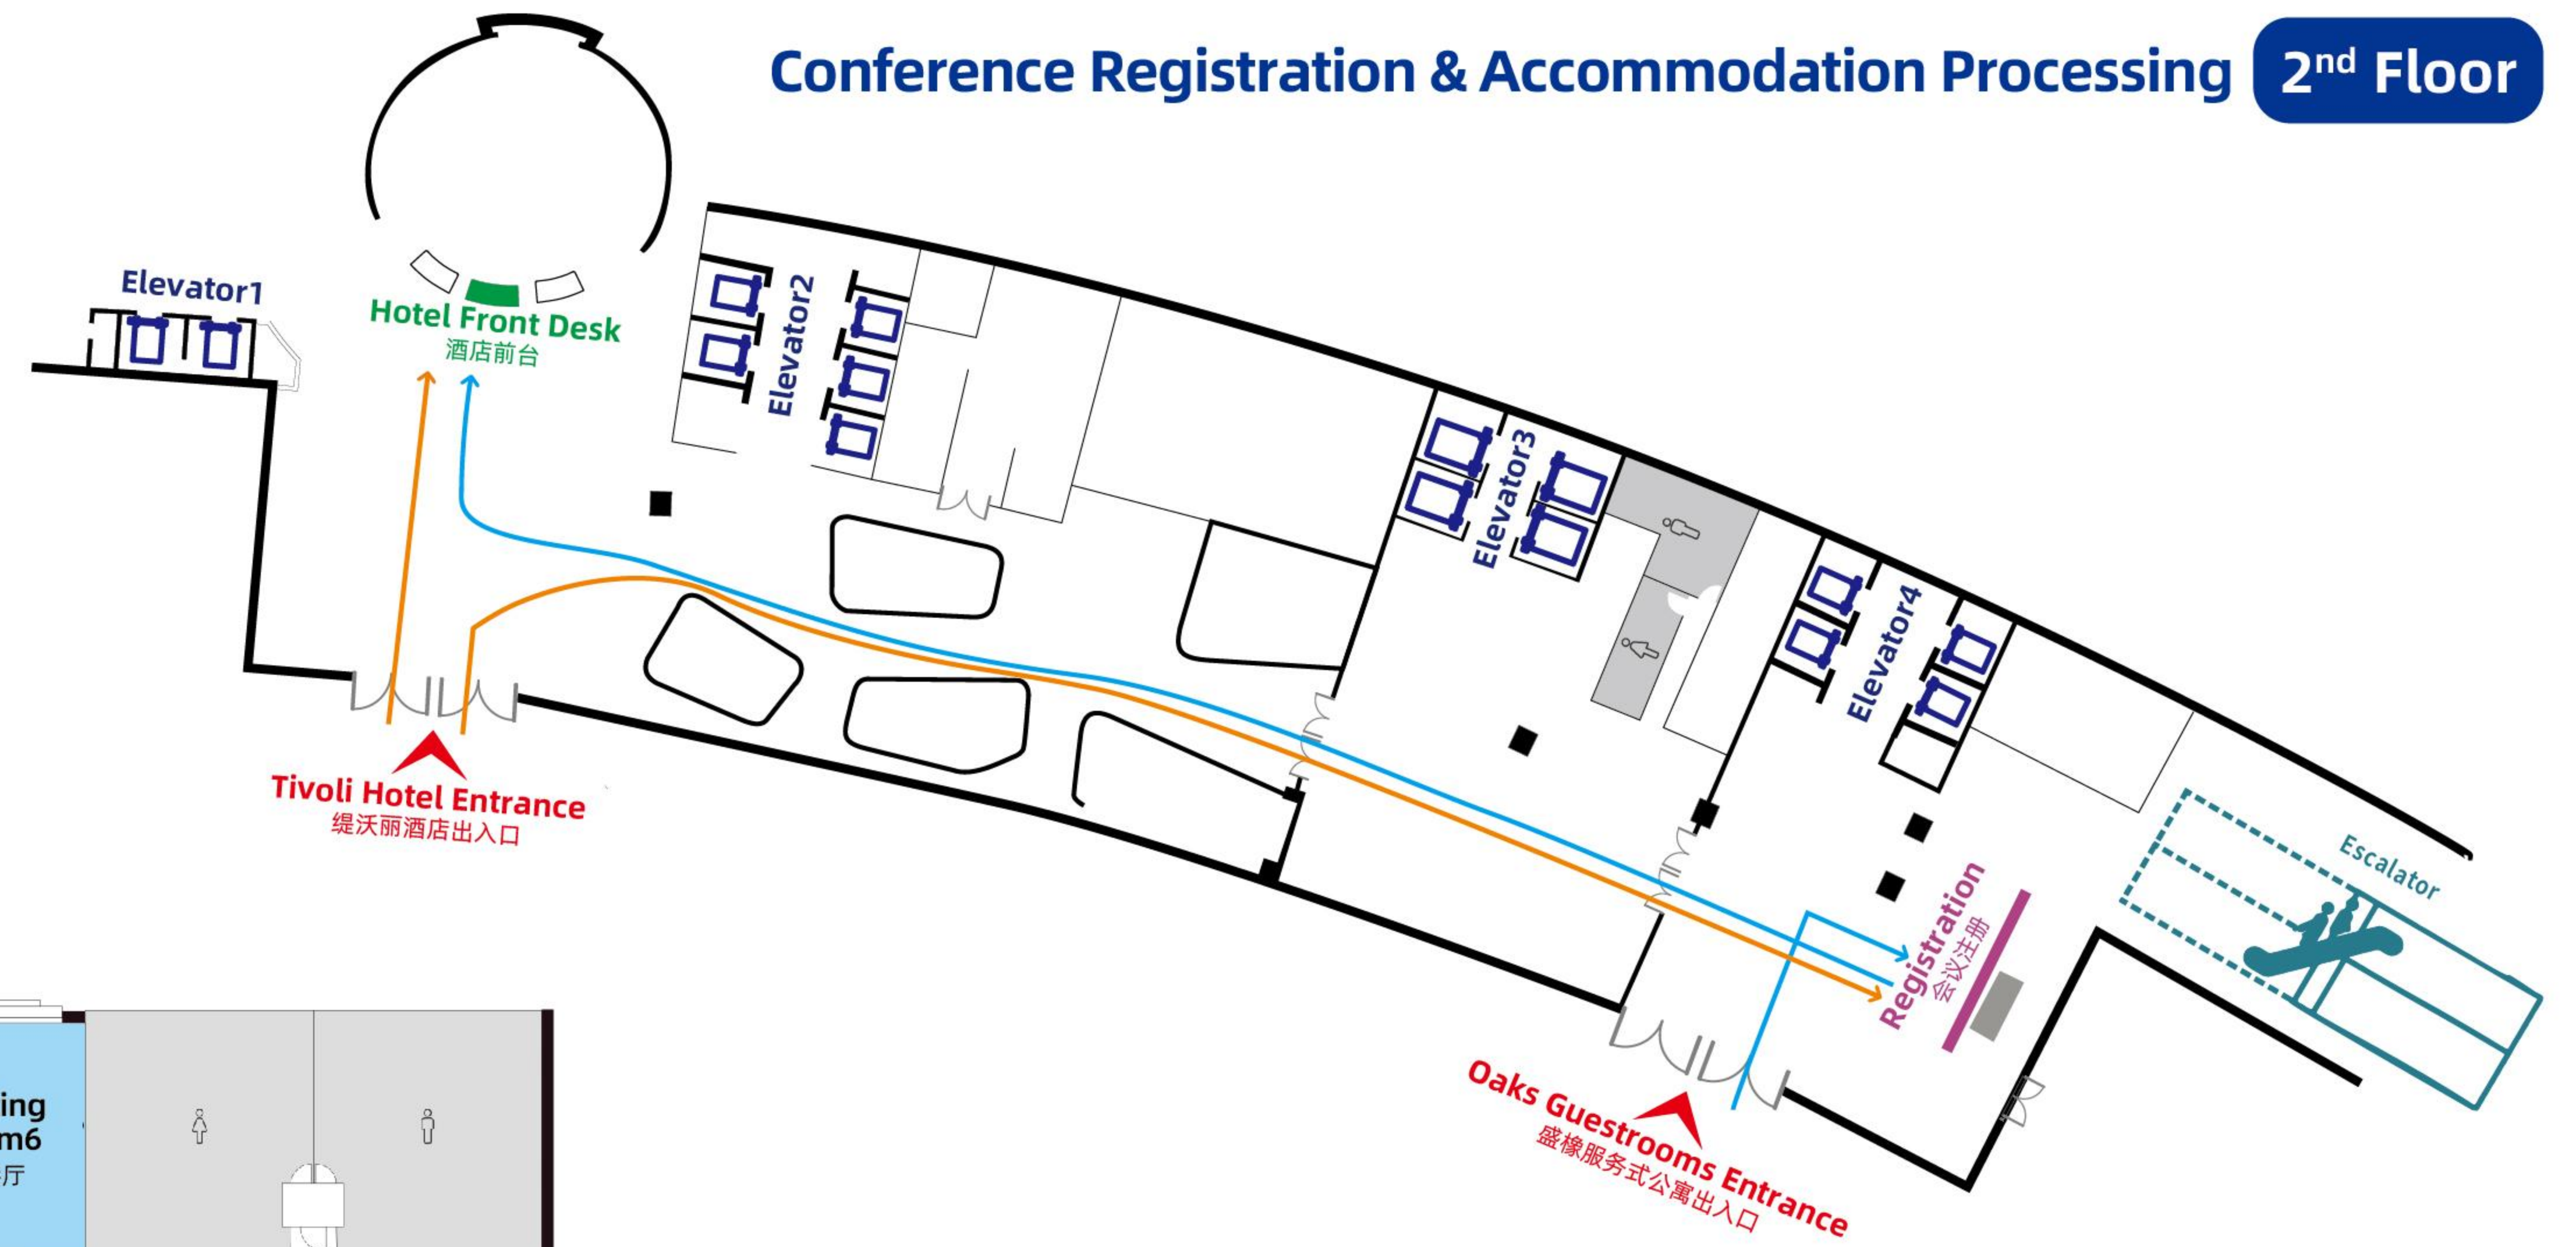 Conference Registration & Accommodation Processing 2nd Floor
Elevator1
Hotel Front Desk
酒店前台
Elevator2
Elevator3
Elevator4
Escalator
Registration
会议注册
Tivoli Hotel Entrance
缇沃丽酒店出入口
Oaks Guestrooms Entrance
盛橡服务式公寓出入口
ing
m6
厅